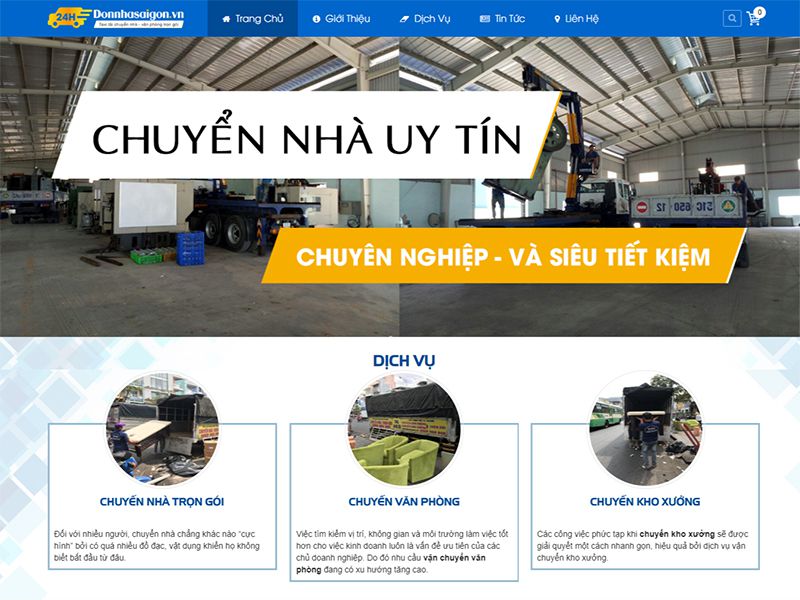 24H
Donnhasaigon.vn
Taxi tải chuyển nhà - văn phòng trọn gói
Trang Chủ
Giới Thiệu
Dịch Vụ
Tin Tức
Liên Hệ
0
CHUYỂN NHÀ UY TÍN
CHUYÊN NGHIỆP - VÀ SIÊU TIẾT KIỆM
51C 650 12
DỊCH VỤ
CHUYỂN NHÀ TRỌN GÓI
Đối với nhiều người, chuyển nhà chẳng khác nào “cực
hình” bởi có quá nhiều đồ đạc, vật dụng khiến họ không
biết bắt đầu từ đâu.
CHUYỂN VĂN PHÒNG
Việc tìm kiếm vị trí, không gian và môi trường làm việc tốt
hơn cho việc kinh doanh luôn là vấn đề ưu tiên của các
chủ doanh nghiệp. Do đó nhu cầu vận chuyển văn
phòng đang có xu hướng tăng cao.
CHUYỂN KHO XƯỞNG
Các công việc phức tạp khi chuyển kho xưởng sẽ được
giải quyết một cách nhanh gọn, hiệu quả bởi dịch vụ vận
chuyển kho xưởng.